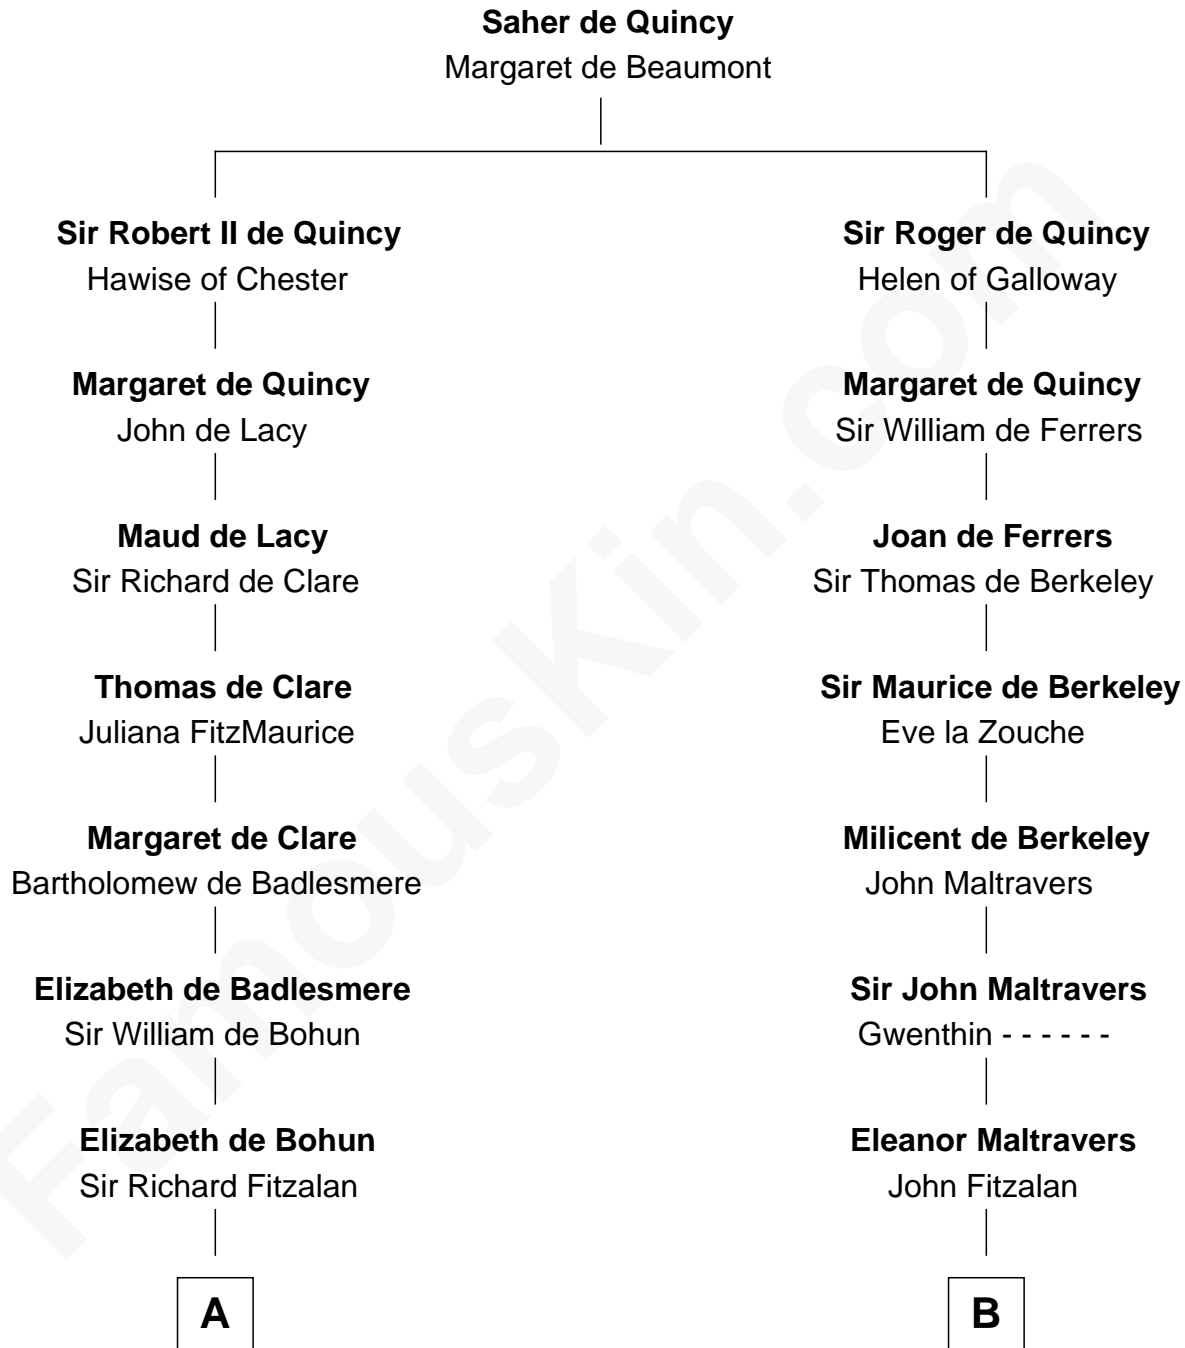 Saher de Quincy
Margaret de Beaumont
Sir Robert II de Quincy
Hawise of Chester
Sir Roger de Quincy
Helen of Galloway
Margaret de Quincy
John de Lacy
Margaret de Quincy
Sir William de Ferrers
Maud de Lacy
Sir Richard de Clare
Joan de Ferrers
Sir Thomas de Berkeley
Thomas de Clare
Juliana FitzMaurice
Sir Maurice de Berkeley
Eve la Zouche
Margaret de Clare
Bartholomew de Badlesmere
Milicent de Berkeley
John Maltravers
Elizabeth de Badlesmere
Sir William de Bohun
Sir John Maltravers
Gwenthin - - - - - -
Elizabeth de Bohun
Sir Richard Fitzalan
Eleanor Maltravers
John Fitzalan
A
B
FamousKin.com